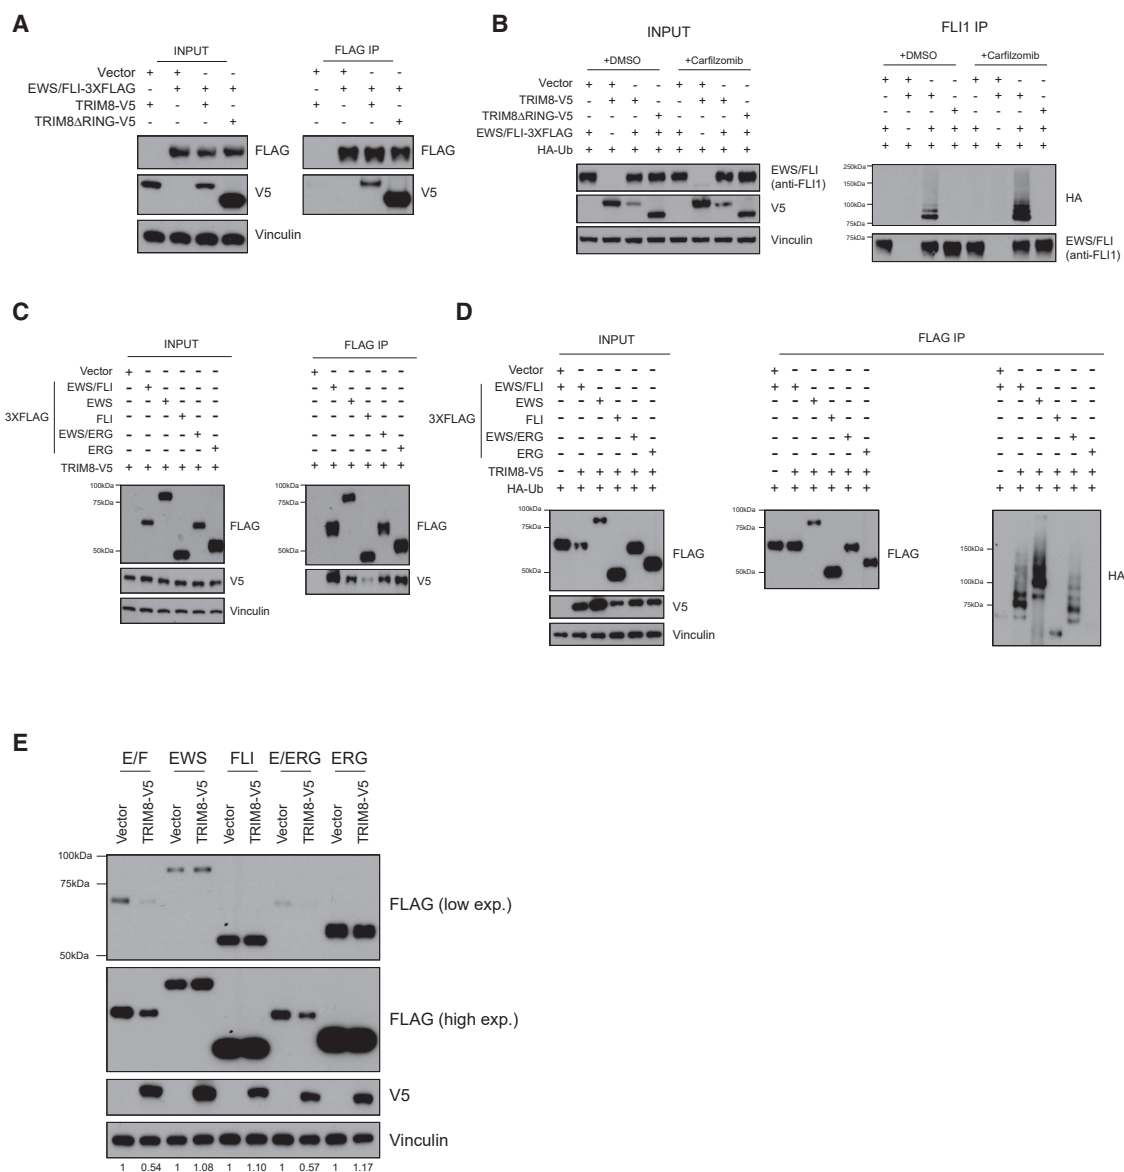 A
INPUT
FLAG IP
Vector + + - - + + - -
EWS/FLI-3XFLAG - + + + - + + +
TRIM8-V5 + - + - + - + -
TRIM8ΔRING-V5 - - - + - - - +
FLAG
FLAG
V5
V5
Vinculin
B
INPUT
FLI1 IP
+DMSO +Carfilzomib
+DMSO +Carfilzomib
Vector + + - - + + - -
TRIM8-V5 - + + - - + + -
TRIM8ΔRING-V5 - - - + - - - +
EWS/FLI-3XFLAG + - + + + - + +
HA-Ub + + + + + + + +
+ + - - + + - -
- + + - - + + -
- - - + - - - +
+ - + + + - + +
+ + + + + + + +
EWS/FLI
(anti-FLI1)
V5
Vinculin
250kDa
150kDa
100kDa
75kDa
HA
75kDa
EWS/FLI
(anti-FLI1)
C
INPUT
FLAG IP
3XFLAG
Vector + - - - - - + - - - - -
EWS/FLI - + - - - - - + - - - -
EWS - - + - - - - - + - - -
FLI - - - + - - - - - + - -
EWS/ERG - - - - + - - - - - + -
ERG - - - - - + - - - - - +
TRIM8-V5 + + + + + + + + + + + +
100kDa
75kDa
50kDa
FLAG
V5
Vinculin
100kDa
75kDa
50kDa
FLAG
V5
D
INPUT
FLAG IP
3XFLAG
Vector + - - - - - + - - - - - + - - - - -
EWS/FLI + + - - - - + + - - - - + + - - - -
EWS - - + - - - - - + - - - - - + - - -
FLI - - - + - - - - - + - - - - - + - -
EWS/ERG - - - - + - - - - - + - - - - - + -
ERG - - - - - + - - - - - + - - - - - +
TRIM8-V5 - + + + + + - + + + + + - + + + + +
HA-Ub + + + + + + + + + + + + + + + + + +
100kDa
75kDa
50kDa
FLAG
V5
Vinculin
100kDa
75kDa
50kDa
FLAG
150kDa
100kDa
75kDa
HA
E
E/F EWS FLI E/ERG ERG
Vector TRIM8-V5 Vector TRIM8-V5 Vector TRIM8-V5 Vector TRIM8-V5 Vector TRIM8-V5
100kDa
75kDa
50kDa
FLAG (low exp.)
FLAG (high exp.)
V5
Vinculin
1 0.54 1 1.08 1 1.10 1 0.57 1 1.17